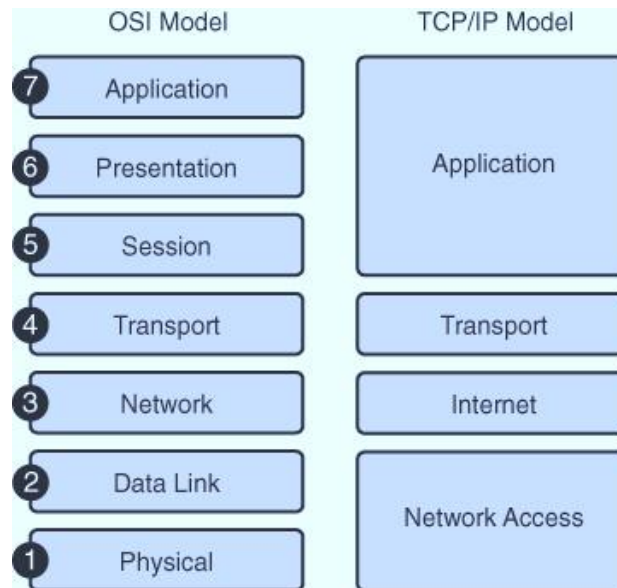 OSI Model
TCP/IP Model
7 Application
6 Presentation
5 Session
4 Transport
3 Network
2 Data Link
1 Physical
Application
Transport
Internet
Network Access